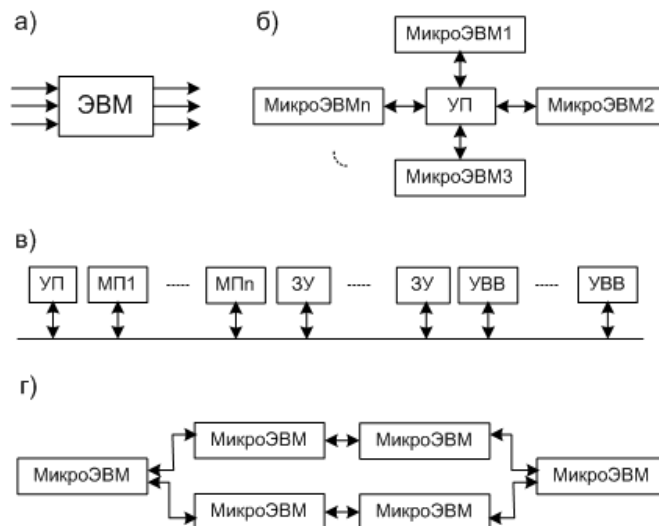 а)
ЭВМ
б)
МикроЭВМ1
МикроЭВМn
УП
МикроЭВМ2
МикроЭВМ3
в)
УП МП1 ----- МПn ЗУ ----- ЗУ УВВ ----- УВВ
г)
МикроЭВМ МикроЭВМ
МикроЭВМ МикроЭВМ
МикроЭВМ МикроЭВМ